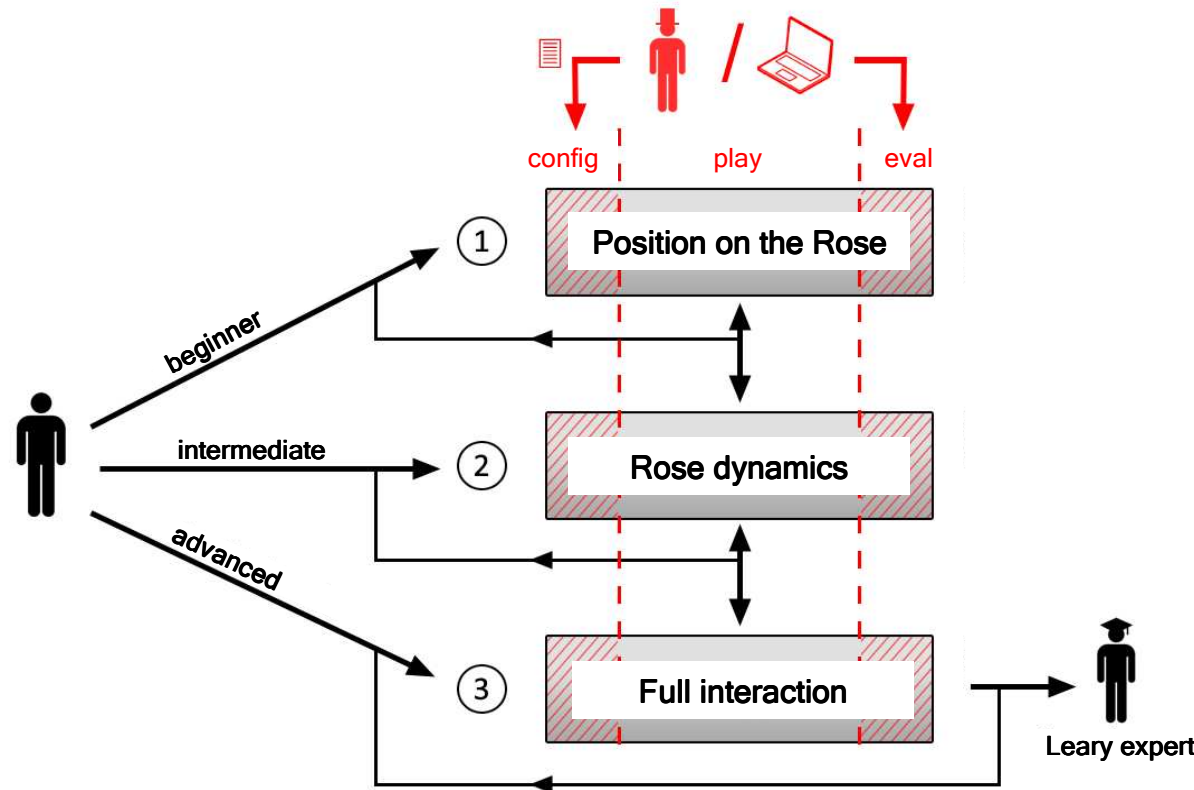 config
play
eval
1
Position on the Rose
beginner
intermediate
2
Rose dynamics
advanced
3
Full interaction
Leary expert